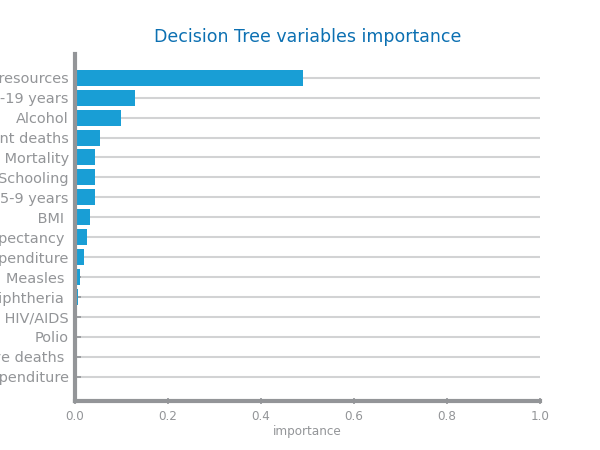 Decision Tree variables importance
resources
-19 years
Alcohol
nt deaths
Mortality
Schooling
5-9 years
BMI
pectancy
penditure
Measles
iphtheria
HIV/AIDS
Polio
e deaths
penditure
0.0 0.2 0.4 0.6 0.8 1.0
importance